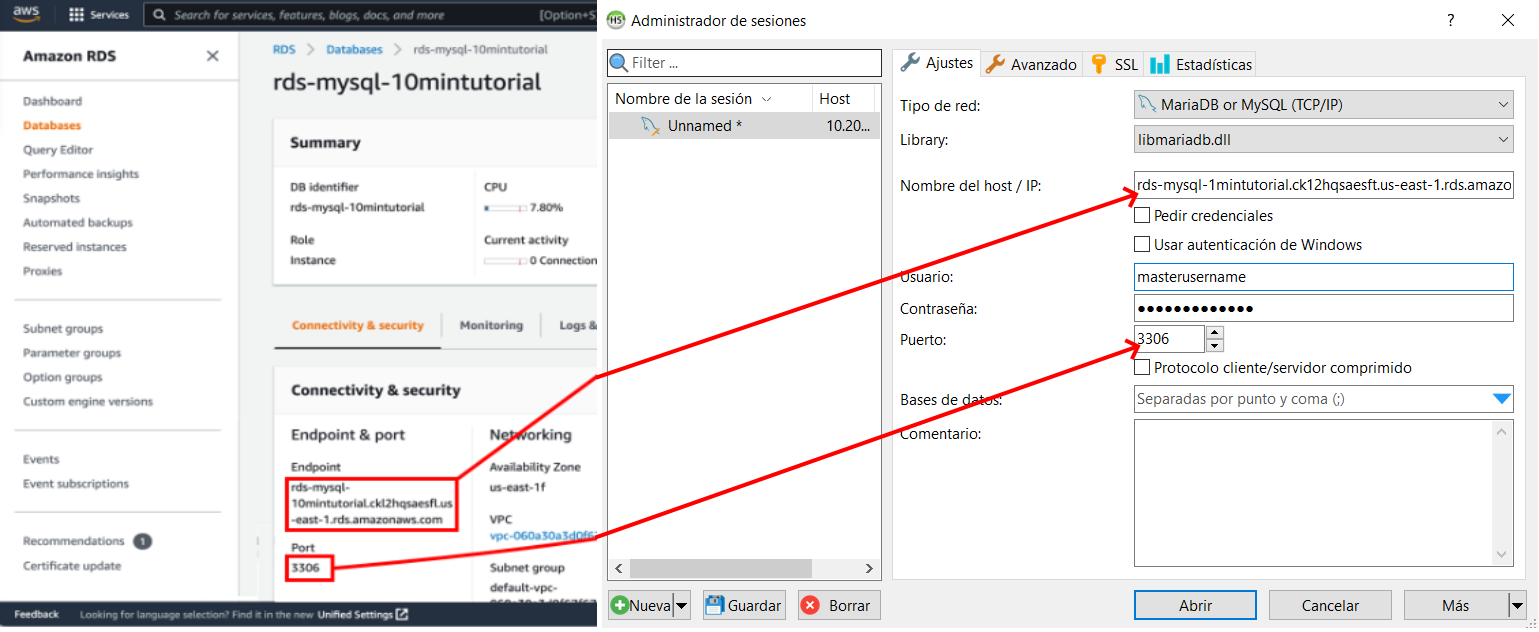 aws
Services
Search for services, features, blogs, docs, and more
[Option+S
Amazon RDS
Dashboard
Databases
Query Editor
Performance insights
Snapshots
Automated backups
Reserved instances
Proxies
Subnet groups
Parameter groups
Option groups
Custom engine versions
Events
Event subscriptions
Recommendations 1
Certificate update
RDS > Databases > rds-mysql-10mintutorial
rds-mysql-10mintutorial
Summary
DB identifier
rds-mysql-10mintutorial
CPU
7.80%
Role
Instance
Current activity
0 Connection
Connectivity & security
Monitoring
Logs &
Connectivity & security
Endpoint & port
Endpoint
rds-mysql-
10mintutorial.ckl2hqsaesfl.us
-east-1.rds.amazonaws.com
Port
3306
Networking
Availability Zone
us-east-1f
VPC
vpc-060a30a3d0f63
Subnet group
default-vpc-
Feedback
Looking for language selection? Find it in the new Unified Settings
HS Administrador de sesiones
?
Filter ...
Nombre de la sesión
Host
Unnamed *
10.20...
Nueva
Guardar
Borrar
Ajustes
Avanzado
SSL
Estadísticas
Tipo de red:
MariaDB or MySQL (TCP/IP)
Library:
libmariadb.dll
Nombre del host / IP:
rds-mysql-1mintutorial.ck12hqsaesft.us-east-1.rds.amazo
Pedir credenciales
Usar autenticación de Windows
Usuario:
masterusername
Contraseña:
●●●●●●●●●●●●●
Puerto:
3306
Protocolo cliente/servidor comprimido
Bases de datos:
Separadas por punto y coma (;)
Comentario:
Abrir
Cancelar
Más